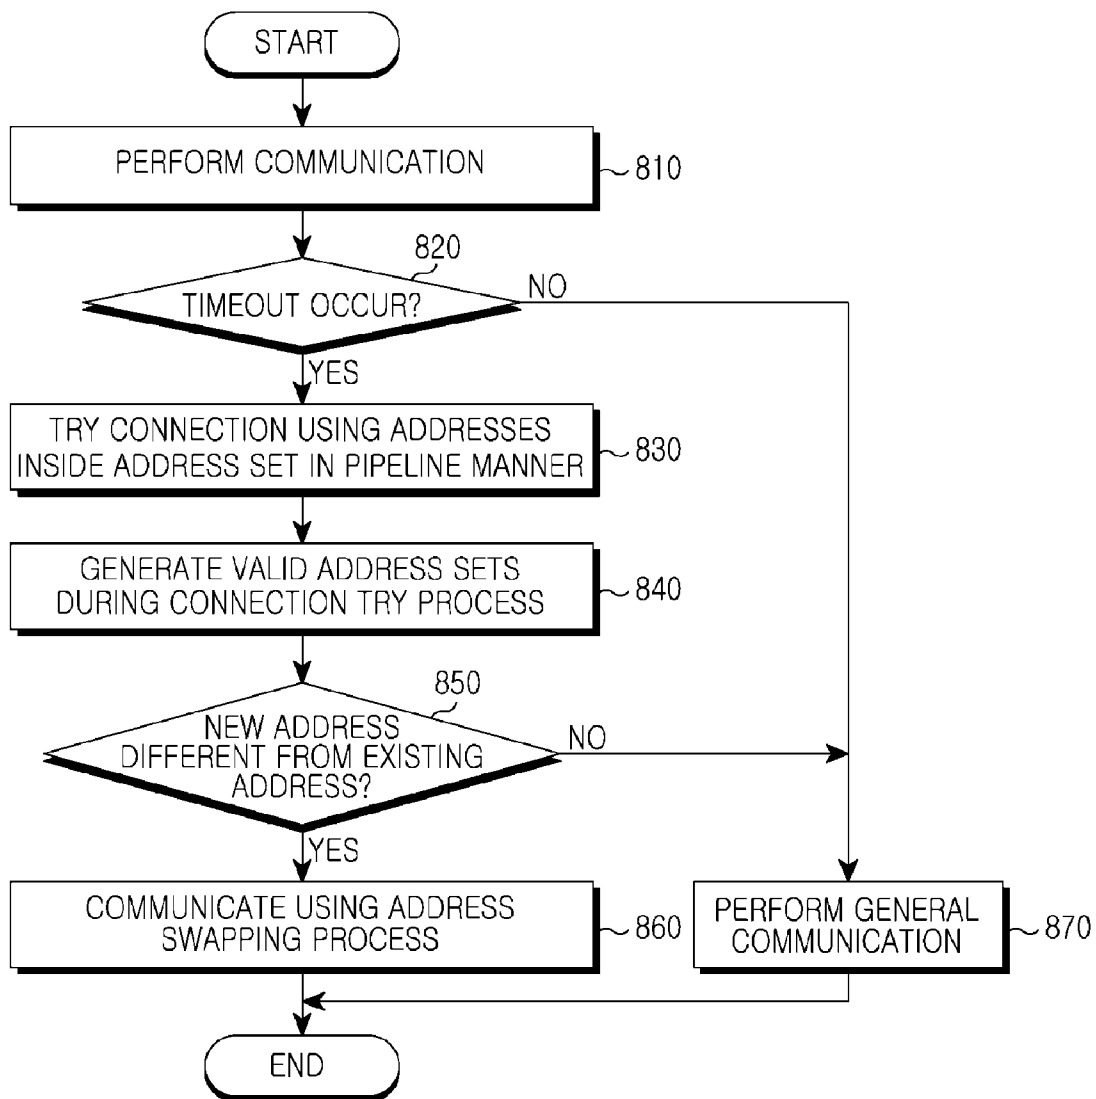 START
PERFORM COMMUNICATION
810
820
TIMEOUT OCCUR?
NO
YES
TRY CONNECTION USING ADDRESSES
INSIDE ADDRESS SET IN PIPELINE MANNER
830
GENERATE VALID ADDRESS SETS
DURING CONNECTION TRY PROCESS
840
850
NEW ADDRESS
DIFFERENT FROM EXISTING
ADDRESS?
NO
YES
COMMUNICATE USING ADDRESS
SWAPPING PROCESS
860
PERFORM GENERAL
COMMUNICATION
870
END